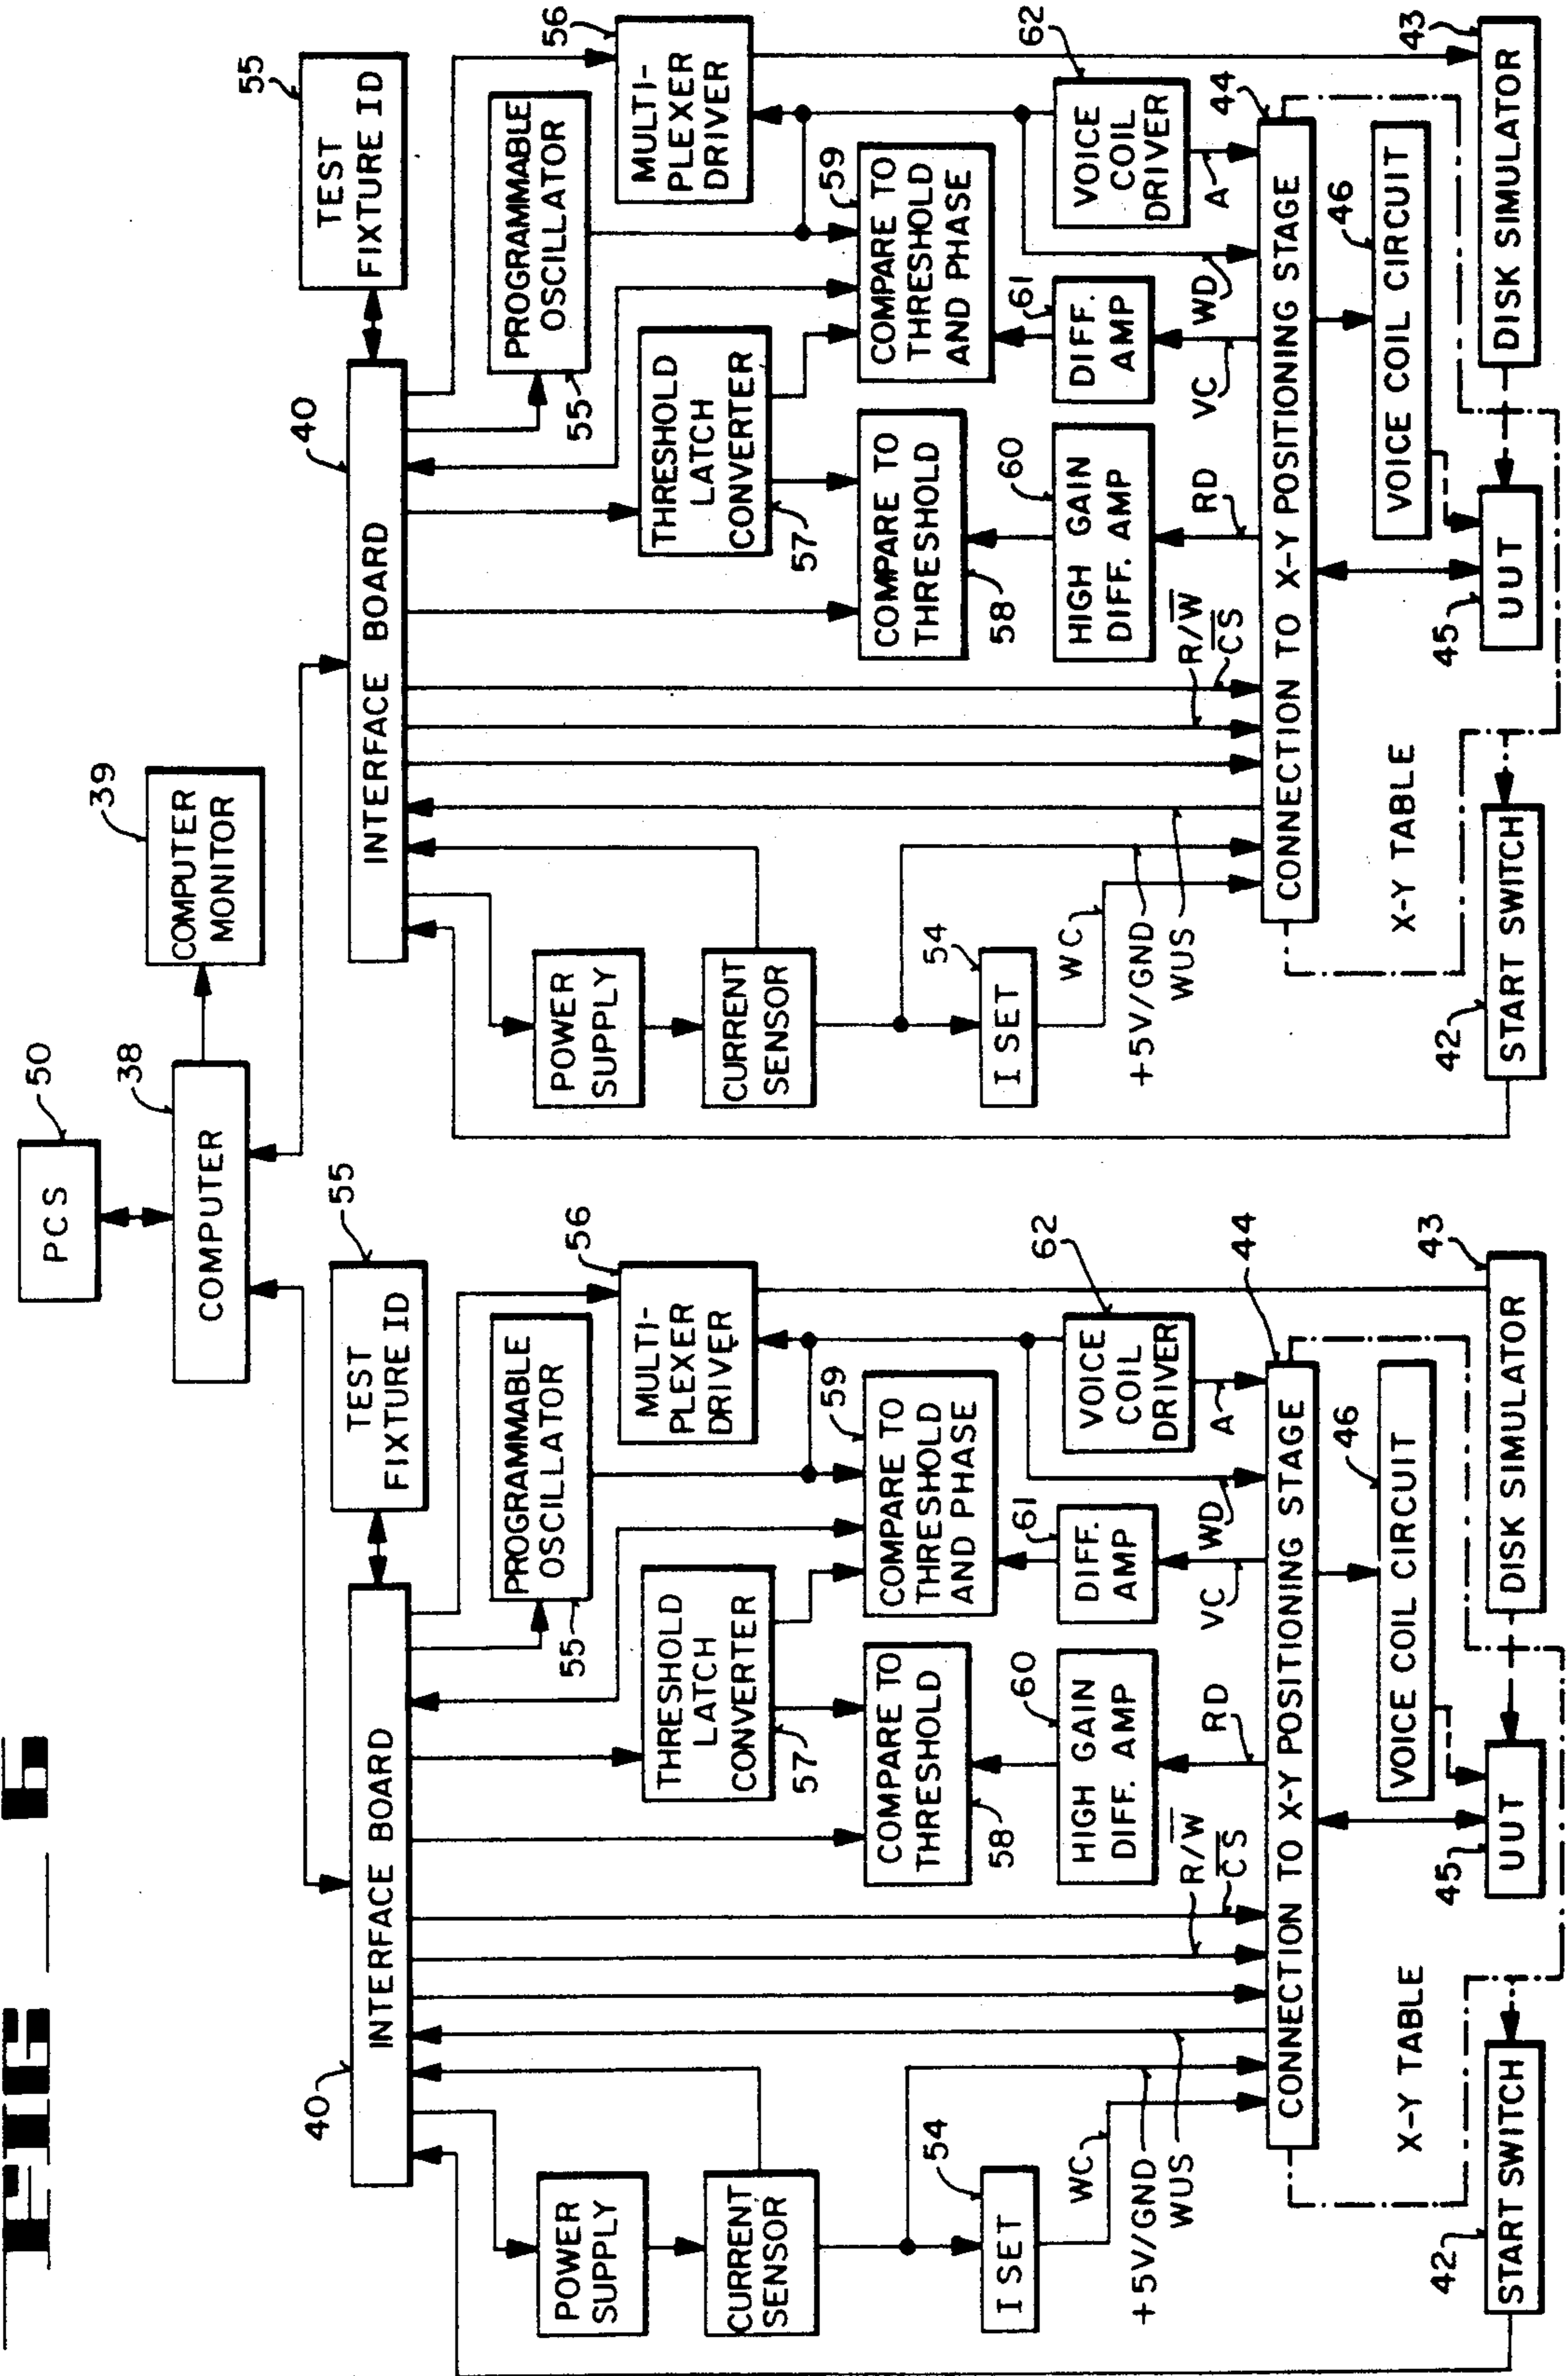 FIG 5
PCS
50
COMPUTER
38
COMPUTER
MONITOR
39
INTERFACE BOARD
40
TEST
FIXTURE ID
55
POWER
SUPPLY
CURRENT
SENSOR
I SET
54
WC
+5V/GND
WUS
R/W̅
C̅S̅
PROGRAMMABLE
OSCILLATOR
55
MULTI-
PLEXER
DRIVER
56
THRESHOLD
LATCH
CONVERTER
57
COMPARE TO
THRESHOLD
58
COMPARE TO
THRESHOLD
AND PHASE
59
HIGH GAIN
DIFF. AMP
60
DIFF.
AMP
61
VOICE
COIL
DRIVER
62
RD
VC
WD
A
CONNECTION TO X-Y POSITIONING STAGE
44
X-Y TABLE
VOICE COIL CIRCUIT
46
START SWITCH
42
UUT
45
DISK SIMULATOR
43
INTERFACE BOARD
40
TEST
FIXTURE ID
55
POWER
SUPPLY
CURRENT
SENSOR
I SET
54
WC
+5V/GND
WUS
R/W̅
C̅S̅
PROGRAMMABLE
OSCILLATOR
55
MULTI-
PLEXER
DRIVER
56
THRESHOLD
LATCH
CONVERTER
57
COMPARE TO
THRESHOLD
58
COMPARE TO
THRESHOLD
AND PHASE
59
HIGH GAIN
DIFF. AMP
60
DIFF.
AMP
61
VOICE
COIL
DRIVER
62
RD
VC
WD
A
CONNECTION TO X-Y POSITIONING STAGE
44
X-Y TABLE
VOICE COIL CIRCUIT
46
START SWITCH
42
UUT
45
DISK SIMULATOR
43